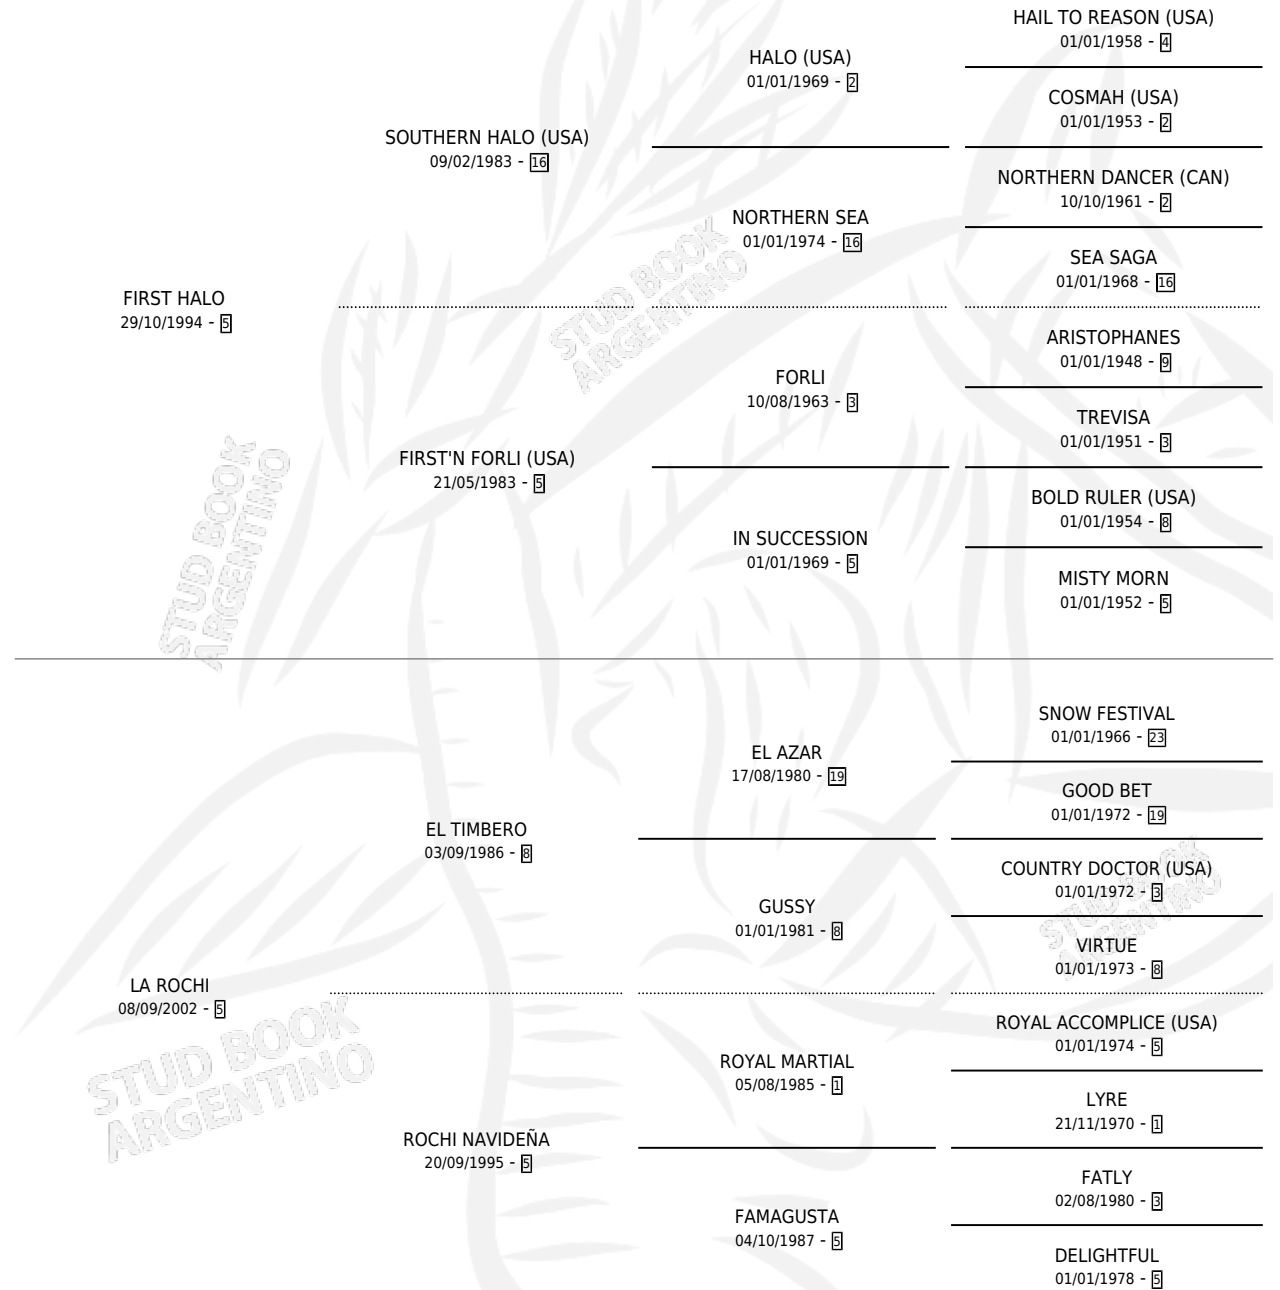 HAIL TO REASON (USA)
01/01/1958 - 4
HALO (USA)
01/01/1969 - 2
COSMAH (USA)
01/01/1953 - 2
SOUTHERN HALO (USA)
09/02/1983 - 16
NORTHERN DANCER (CAN)
10/10/1961 - 2
NORTHERN SEA
01/01/1974 - 16
SEA SAGA
01/01/1968 - 16
FIRST HALO
29/10/1994 - 5
STUD BOOK
ARGENTINO
ARISTOPHANES
01/01/1948 - 9
FORLI
10/08/1963 - 3
TREVISA
01/01/1951 - 3
FIRST'N FORLI (USA)
21/05/1983 - 5
BOLD RULER (USA)
01/01/1954 - 8
IN SUCCESSION
01/01/1969 - 5
MISTY MORN
01/01/1952 - 5
STUD BOOK
ARGENTINO
SNOW FESTIVAL
01/01/1966 - 23
EL AZAR
17/08/1980 - 19
GOOD BET
01/01/1972 - 19
EL TIMBERO
03/09/1986 - 8
COUNTRY DOCTOR (USA)
01/01/1972 - 3
GUSSY
01/01/1981 - 8
STUD BOOK
ARGENTINO
VIRTUE
01/01/1973 - 8
LA ROCHI
08/09/2002 - 5
STUD BOOK
ARGENTINO
ROYAL ACCOMPLICE (USA)
01/01/1974 - 5
ROYAL MARTIAL
05/08/1985 - 1
LYRE
21/11/1970 - 1
ROCHI NAVIDEÑA
20/09/1995 - 5
FATLY
02/08/1980 - 3
FAMAGUSTA
04/10/1987 - 5
DELIGHTFUL
01/01/1978 - 5